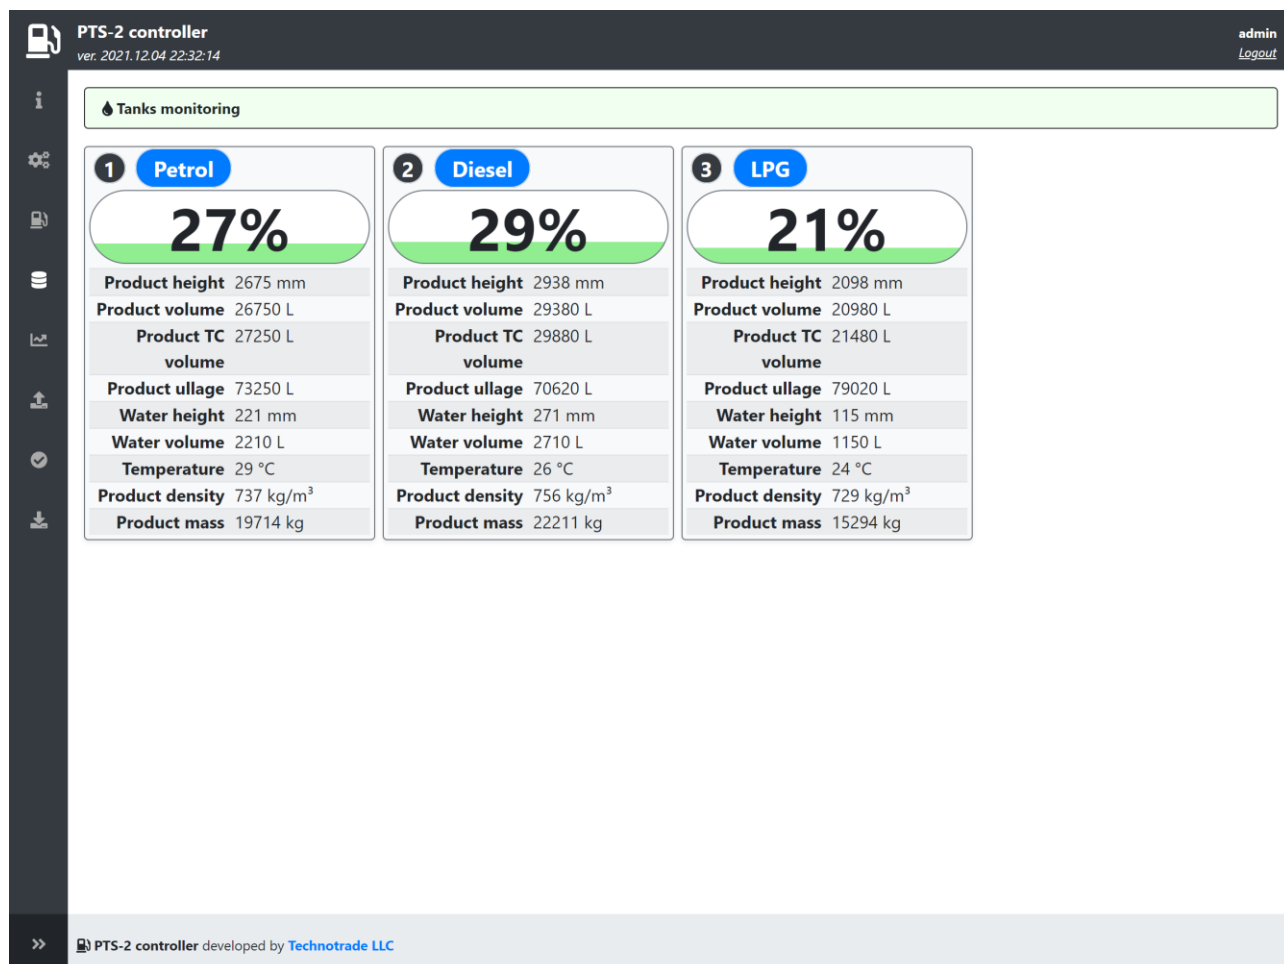 PTS-2 controller
ver. 2021.12.04 22:32:14
admin
Logout
Tanks monitoring
1 Petrol
27%
Product height 2675 mm
Product volume 26750 L
Product TC volume 27250 L
Product ullage 73250 L
Water height 221 mm
Water volume 2210 L
Temperature 29 °C
Product density 737 kg/m³
Product mass 19714 kg
2 Diesel
29%
Product height 2938 mm
Product volume 29380 L
Product TC volume 29880 L
Product ullage 70620 L
Water height 271 mm
Water volume 2710 L
Temperature 26 °C
Product density 756 kg/m³
Product mass 22211 kg
3 LPG
21%
Product height 2098 mm
Product volume 20980 L
Product TC volume 21480 L
Product ullage 79020 L
Water height 115 mm
Water volume 1150 L
Temperature 24 °C
Product density 729 kg/m³
Product mass 15294 kg
PTS-2 controller developed by Technotrade LLC